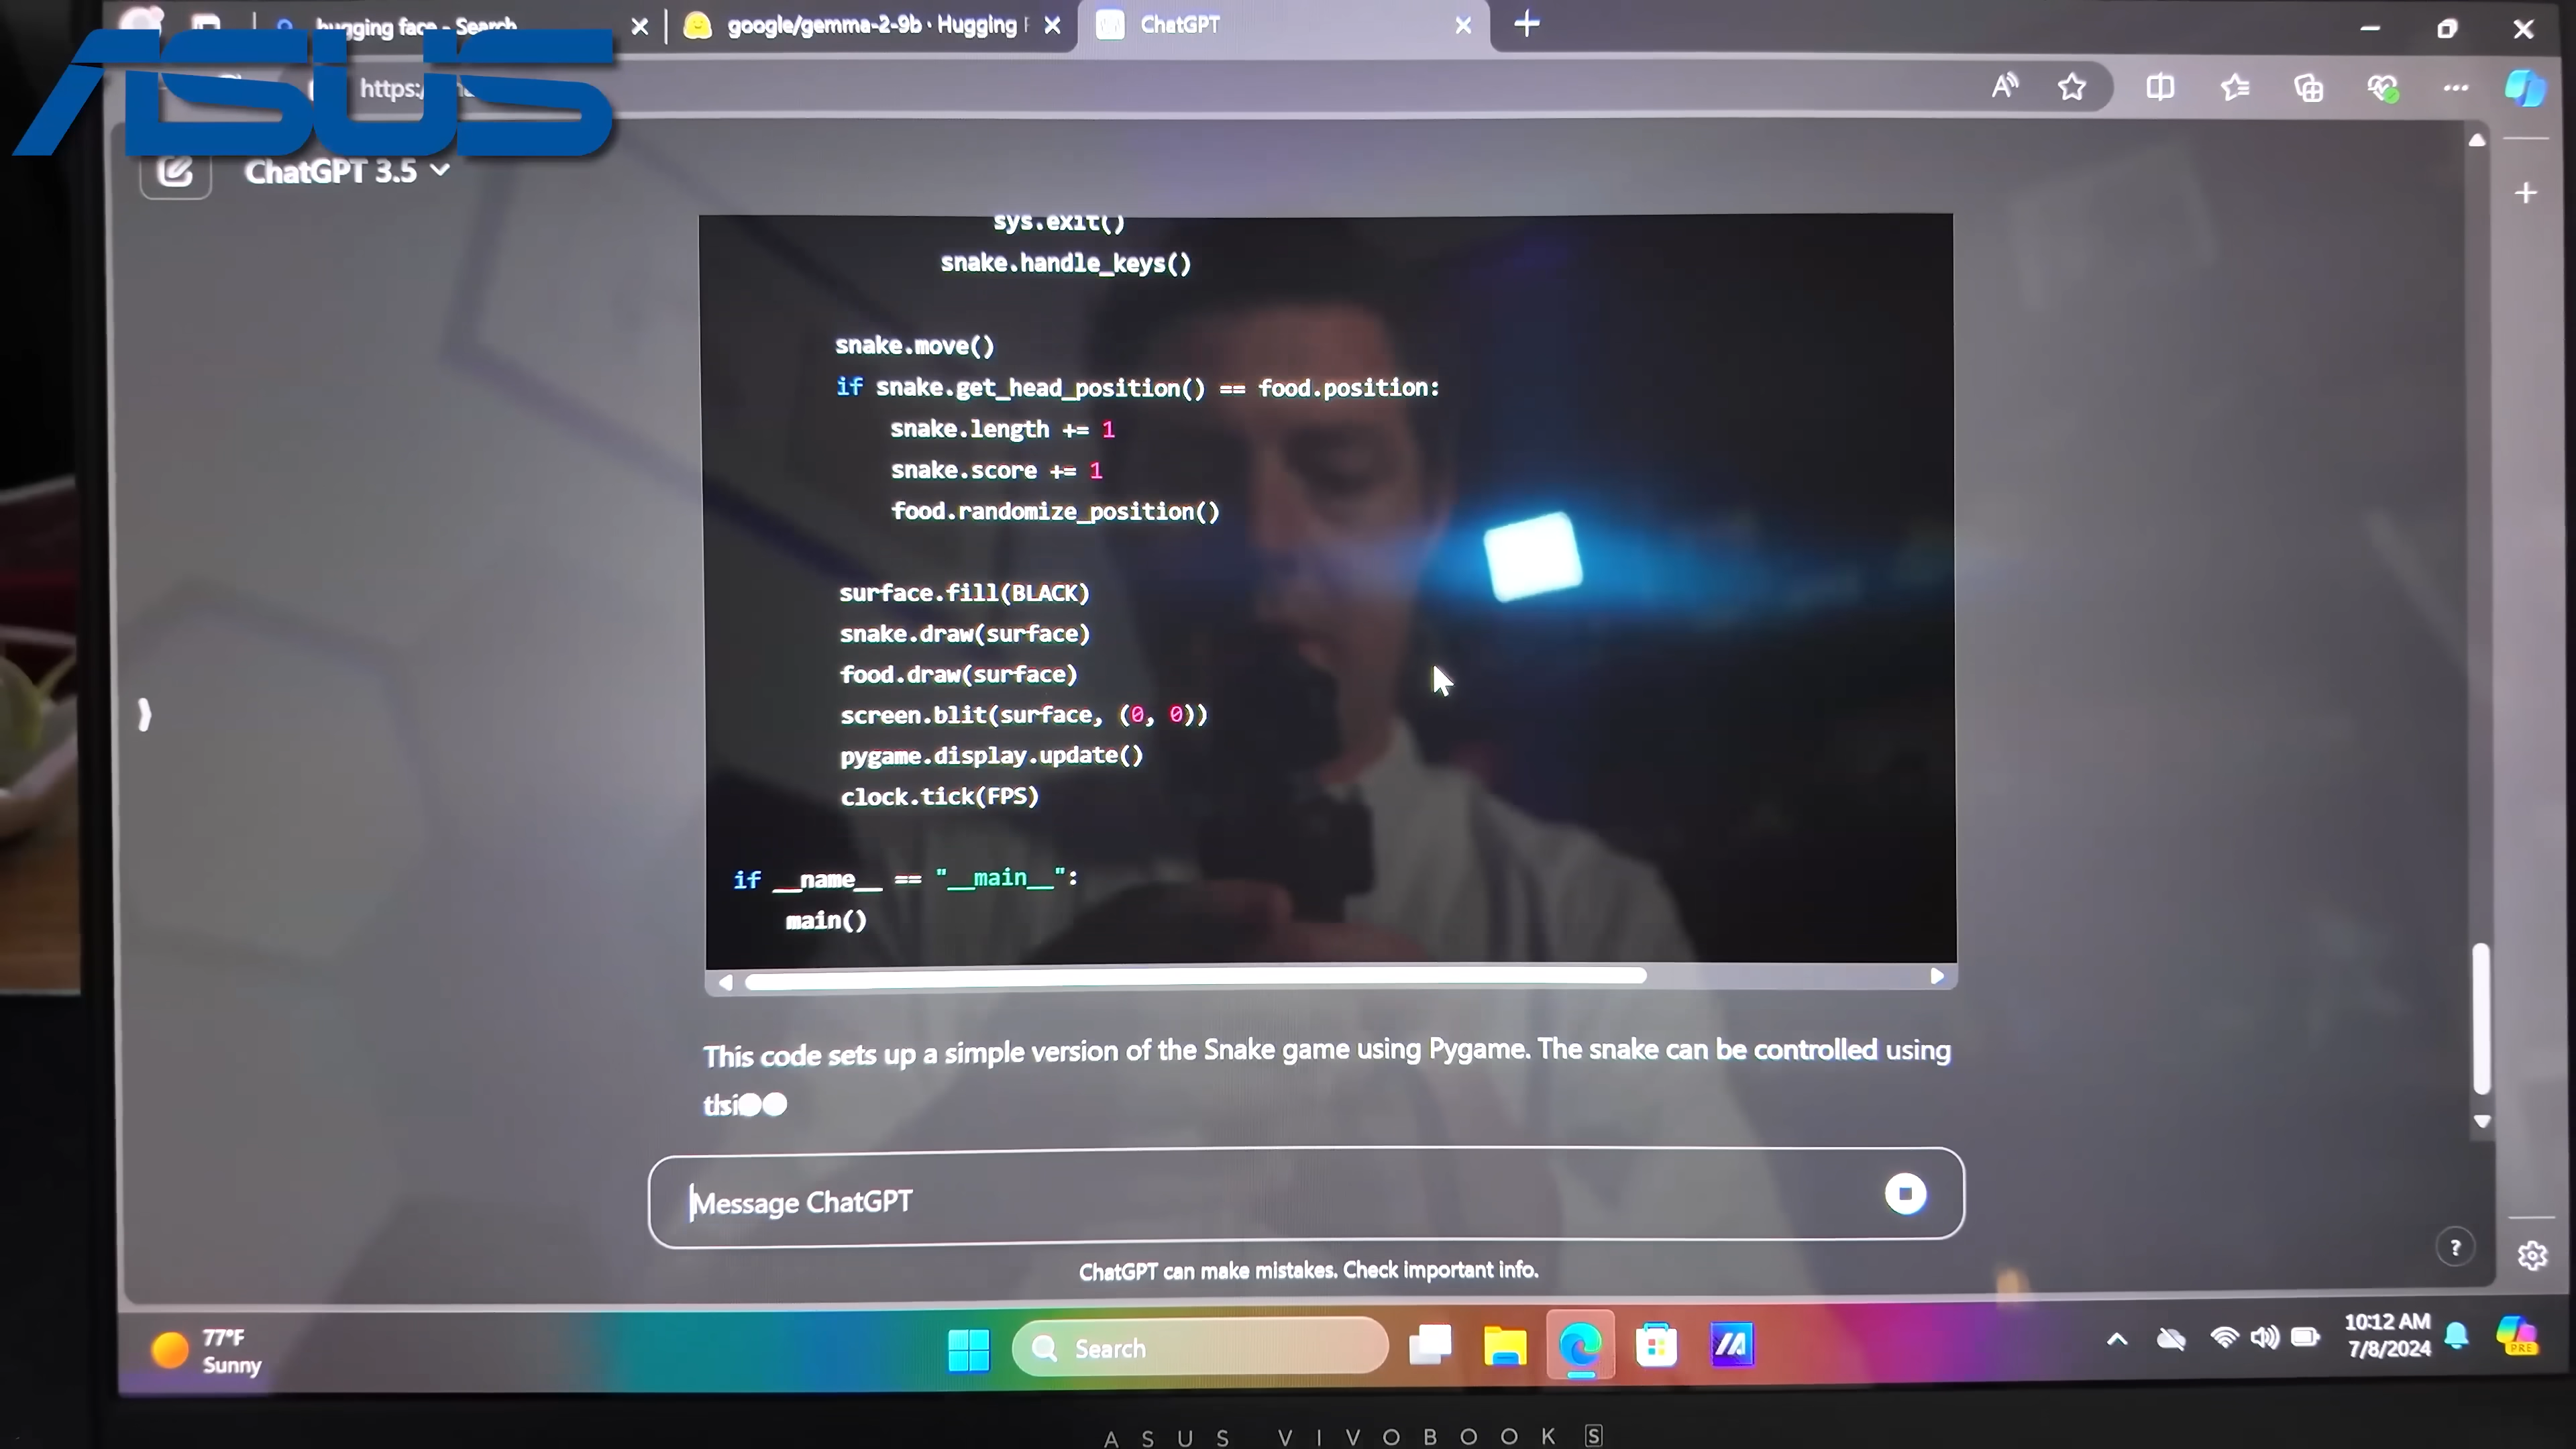 hugging face - Search
google/gemma-2-9b · Hugging F
ChatGPT
ASUS
https:/
ChatGPT 3.5
sys.exit()
snake.handle_keys()
snake.move()
if snake.get_head_position() == food.position:
snake.length += 1
snake.score += 1
food.randomize_position()
surface.fill(BLACK)
snake.draw(surface)
food.draw(surface)
screen.blit(surface, (0, 0))
pygame.display.update()
clock.tick(FPS)
if __name__ == "__main__":
main()
This code sets up a simple version of the Snake game using Pygame. The snake can be controlled using
Message ChatGPT
ChatGPT can make mistakes. Check important info.
?
77°F
Sunny
Search
10:12 AM
7/8/2024
PRE
ASUS VIVOBOOK S